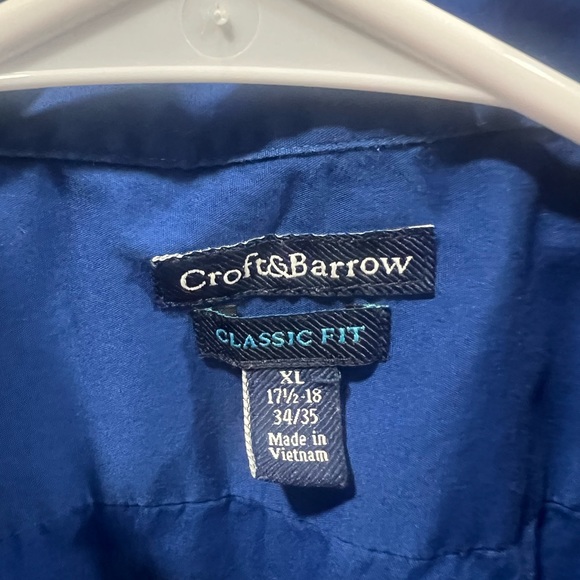 Croft&Barrow
CLASSIC FIT
XL
17½-18
34/35
Made in
Vietnam